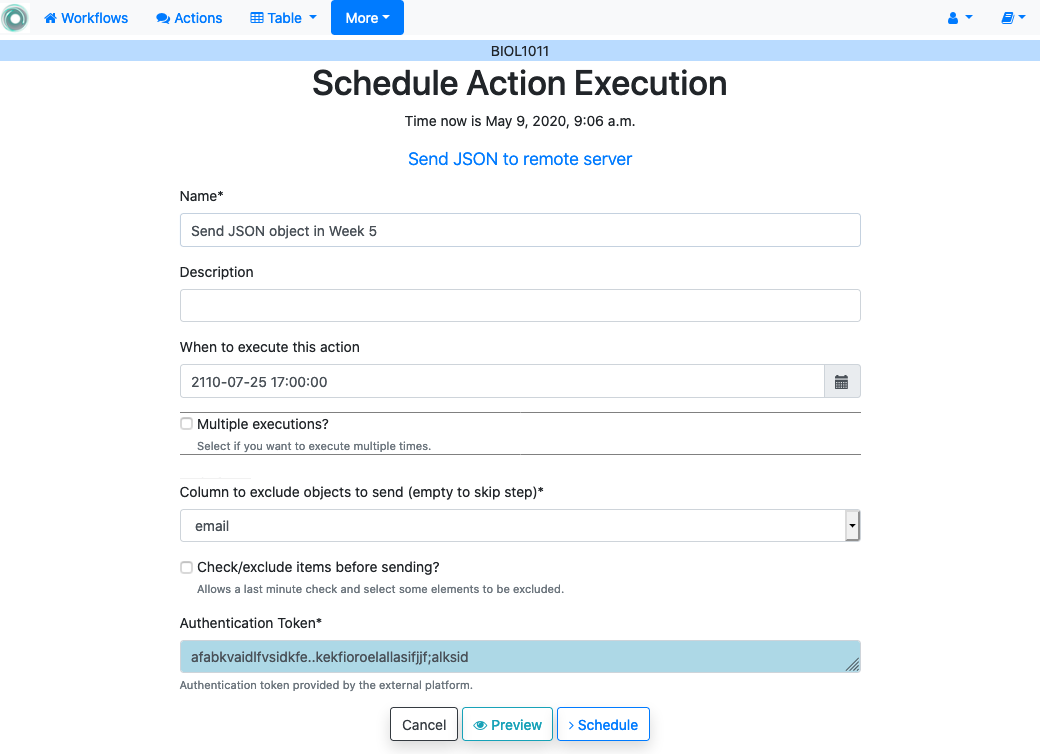 Workflows Actions Table More
BIOL1011
Schedule Action Execution
Time now is May 9, 2020, 9:06 a.m.
Send JSON to remote server
Name*
Send JSON object in Week 5
Description
When to execute this action
2110-07-25 17:00:00
Multiple executions?
Select if you want to execute multiple times.
Column to exclude objects to send (empty to skip step)*
email
Check/exclude items before sending?
Allows a last minute check and select some elements to be excluded.
Authentication Token*
afabkvaidlfvsidkfe..kekfioroelallasifjjf;alksid
Authentication token provided by the external platform.
Cancel Preview Schedule